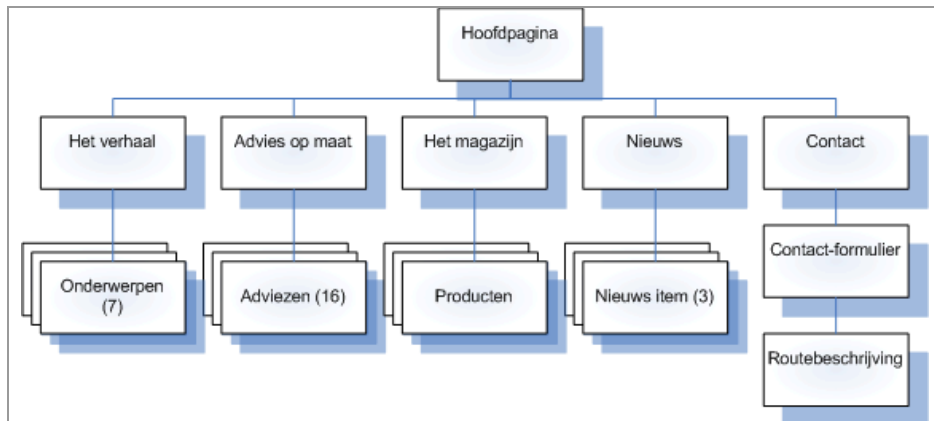 Hoofdpagina
Het verhaal
Advies op maat
Het magazijn
Nieuws
Contact
Onderwerpen
(7)
Adviezen (16)
Producten
Nieuws item (3)
Contact-formulier
Routebeschrijving